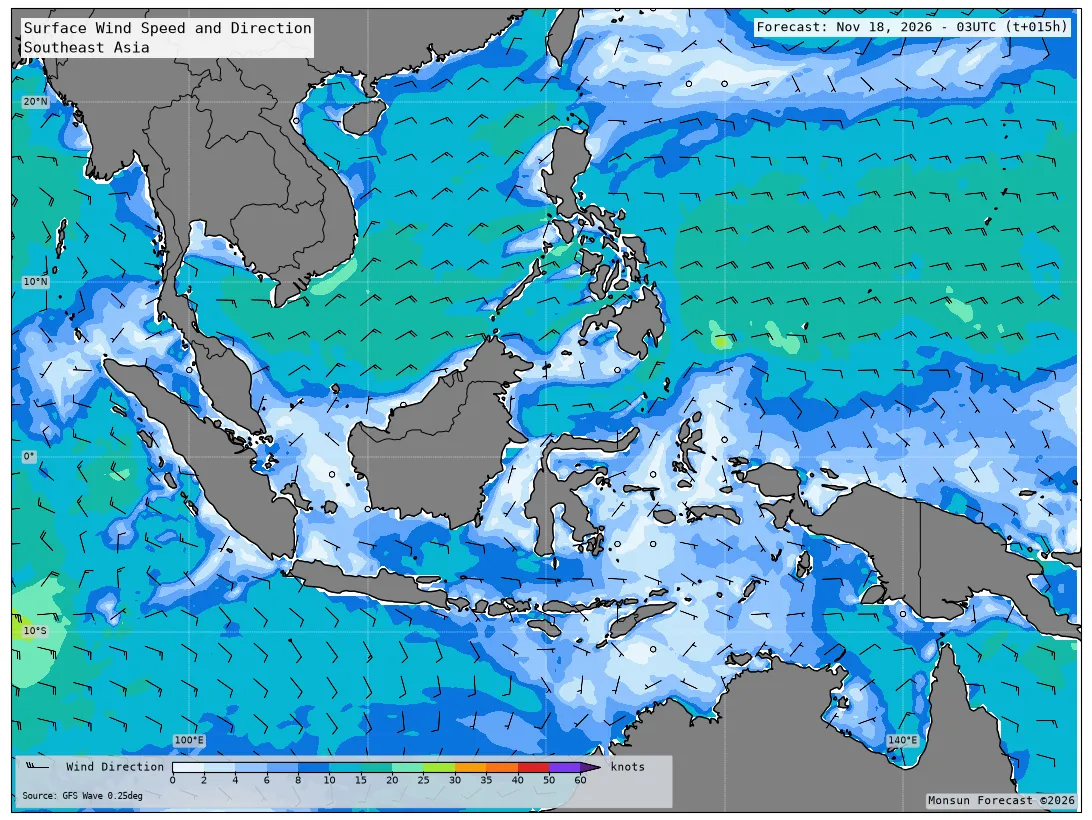 Surface Wind Speed and Direction
Southeast Asia
Forecast: Nov 18, 2026 - 03UTC (t+015h)
20°N
10°N
0°
10°S
100°E
140°E
Wind Direction
0 2 4 6 8 10 15 20 25 30 35 40 50 60
knots
Source: GFS Wave 0.25deg
Monsun Forecast ©2026